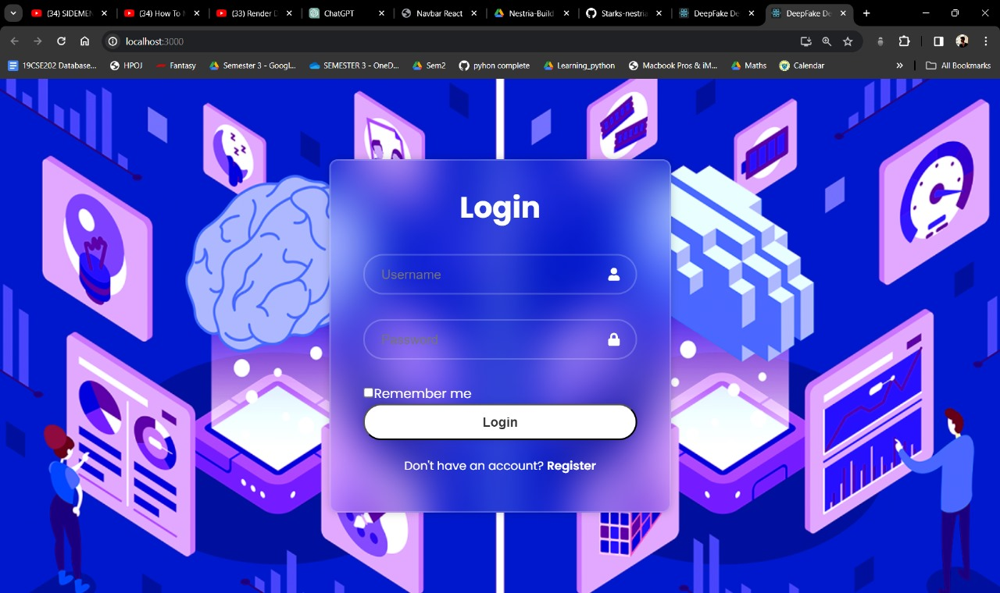 (34) SIDEMEN
(34) How To M
(33) Render D
ChatGPT
Navbar React
Nestria-Build
Starks-nestria
DeepFake De
DeepFake De
localhost:3000
19CSE202 Database...
HPOJ
Fantasy
Semester 3 - Googl...
SEMESTER 3 - OneD...
Sem2
pyhon complete
Learning_python
Macbook Pros & iM...
Maths
Calendar
All Bookmarks
Login
Username
Password
Remember me
Login
Don't have an account? Register